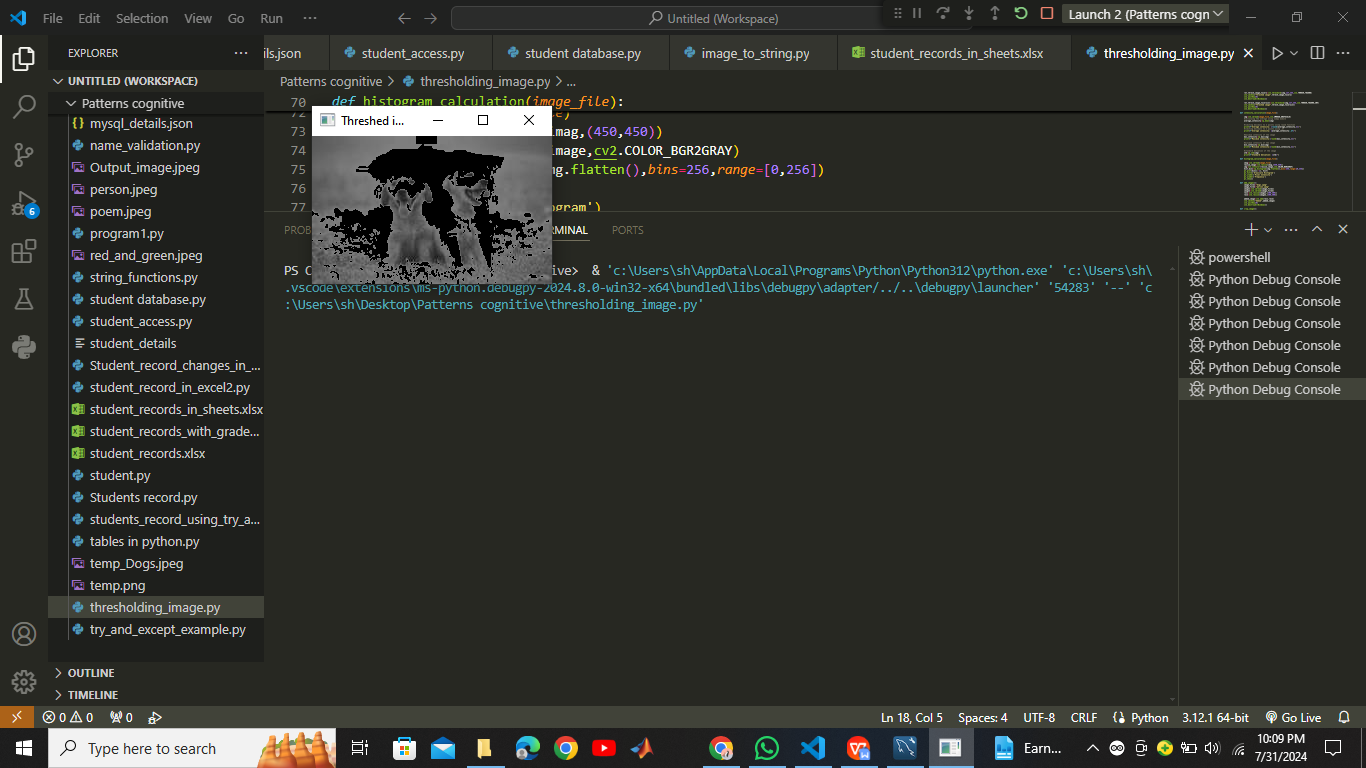 File Edit Selection View Go Run ···
Untitled (Workspace)
Launch 2 (Patterns cogn
EXPLORER
ils.json
student_access.py
student database.py
image_to_string.py
student_records_in_sheets.xlsx
thresholding_image.py
UNTITLED (WORKSPACE)
Patterns cognitive
mysql_details.json
name_validation.py
Output_image.jpeg
person.jpeg
poem.jpeg
program1.py
red_and_green.jpeg
string_functions.py
student database.py
student_access.py
student_details
Student_record_changes_in_...
student_record_in_excel2.py
student_records_in_sheets.xlsx
student_records_with_grade...
student_records.xlsx
student.py
Students record.py
students_record_using_try_a...
tables in python.py
temp_Dogs.jpeg
temp.png
thresholding_image.py
try_and_except_example.py
OUTLINE
TIMELINE
Patterns cognitive > thresholding_image.py > ...
70 def histogram_calculation(image_file):
72
73 mag,(450,450))
74 image,cv2.COLOR_BGR2GRAY)
75 ng.flatten(),bins=256,range=[0,256])
76
77 ogram')
Threshed i...
PROB
RMINAL
PORTS
PS C
ive> & 'c:\Users\sh\AppData\Local\Programs\Python\Python312\python.exe' 'c:\Users\sh\
.vscode\extensions\ms-python.debugpy-2024.8.0-win32-x64\bundled\libs\debugpy\adapter/../..\debugpy\launcher' '54283' '--' 'c
:\Users\sh\Desktop\Patterns cognitive\thresholding_image.py'
powershell
Python Debug Console
Python Debug Console
Python Debug Console
Python Debug Console
Python Debug Console
Python Debug Console
6
0 0 0
Ln 18, Col 5
Spaces: 4
UTF-8
CRLF
Python
3.12.1 64-bit
Go Live
Type here to search
Earn...
10:09 PM
7/31/2024